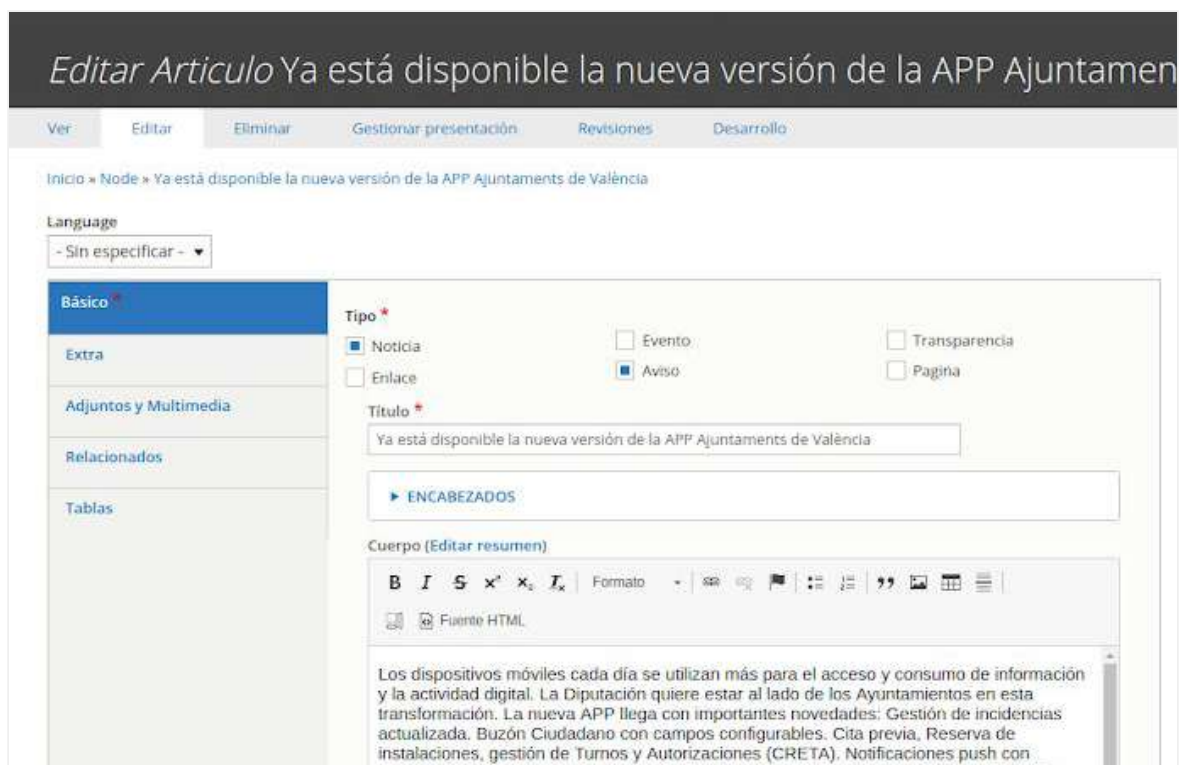 Editar Articulo Ya está disponible la nueva versión de la APP Ajuntamen
Ver Editar Eliminar Gestionar presentación Revisiones Desarrollo
Inicio » Node » Ya está disponible la nueva versión de la APP Ajuntaments de València
Language
- Sin especificar -
Básico *
Extra
Adjuntos y Multimedia
Relacionados
Tablas
Tipo *
Noticia Evento Transparencia
Enlace Aviso Pagina
Título *
Ya está disponible la nueva versión de la APP Ajuntaments de València
ENCABEZADOS
Cuerpo (Editar resumen)
B I S x² xₑ Tx Formato
Fuente HTML
Los dispositivos móviles cada día se utilizan más para el acceso y consumo de información
y la actividad digital. La Diputación quiere estar al lado de los Ayuntamientos en esta
transformación. La nueva APP llega con importantes novedades: Gestión de incidencias
actualizada. Buzón Ciudadano con campos configurables. Cita previa, Reserva de
instalaciones, gestión de Turnos y Autorizaciones (CRETA). Notificaciones push con